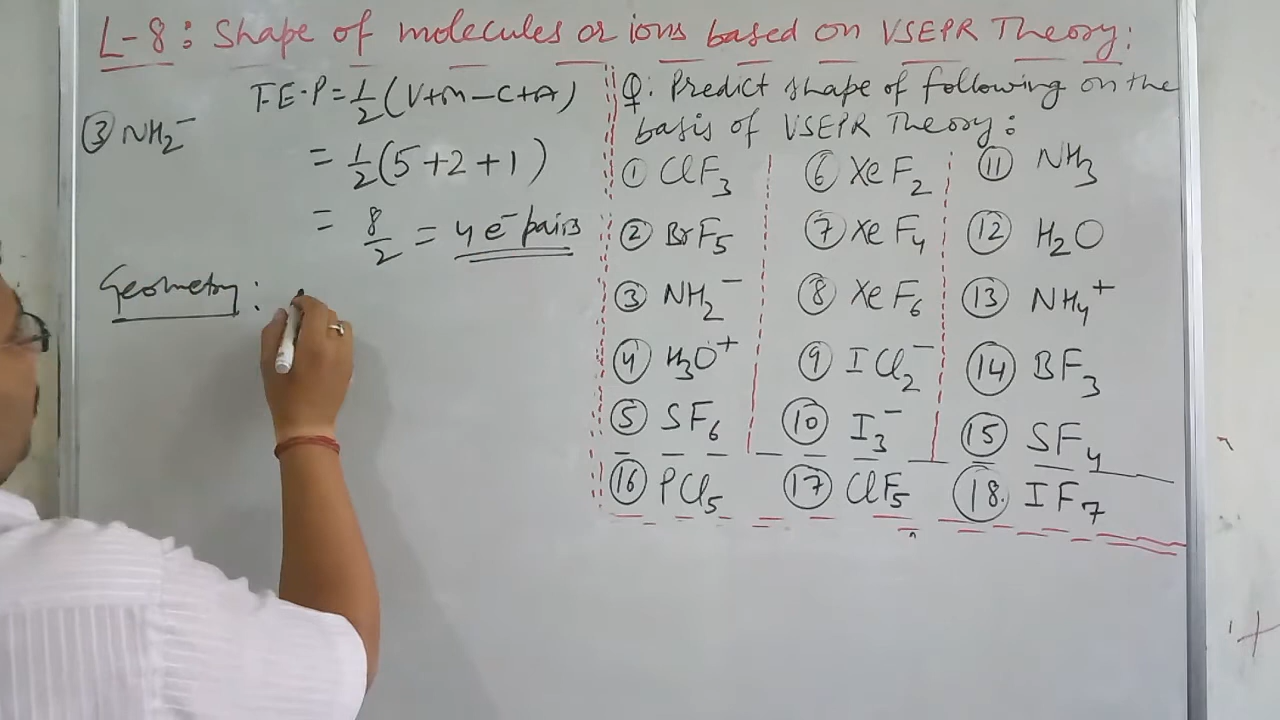 L-8: Shape of molecules or ions based on VSEPR Theory:
③ NH₂⁻
T.E.P = 1/2 (V+M-C+A)
= 1/2 (5+2+1)
= 8/2 = 4 e⁻ pairs
Geometry:
Q: Predict shape of following on the
basis of VSEPR Theory:
① ClF₃ ⑥ XeF₂ ⑪ NH₃
② BrF₅ ⑦ XeF₄ ⑫ H₂O
③ NH₂⁻ ⑧ XeF₆ ⑬ NH₄⁺
④ H₃O⁺ ⑨ ICl₂⁻ ⑭ BF₃
⑤ SF₆ ⑩ I₃⁻ ⑮ SF₄
⑯ PCl₅ ⑰ ClF₅ ⑱. IF₇